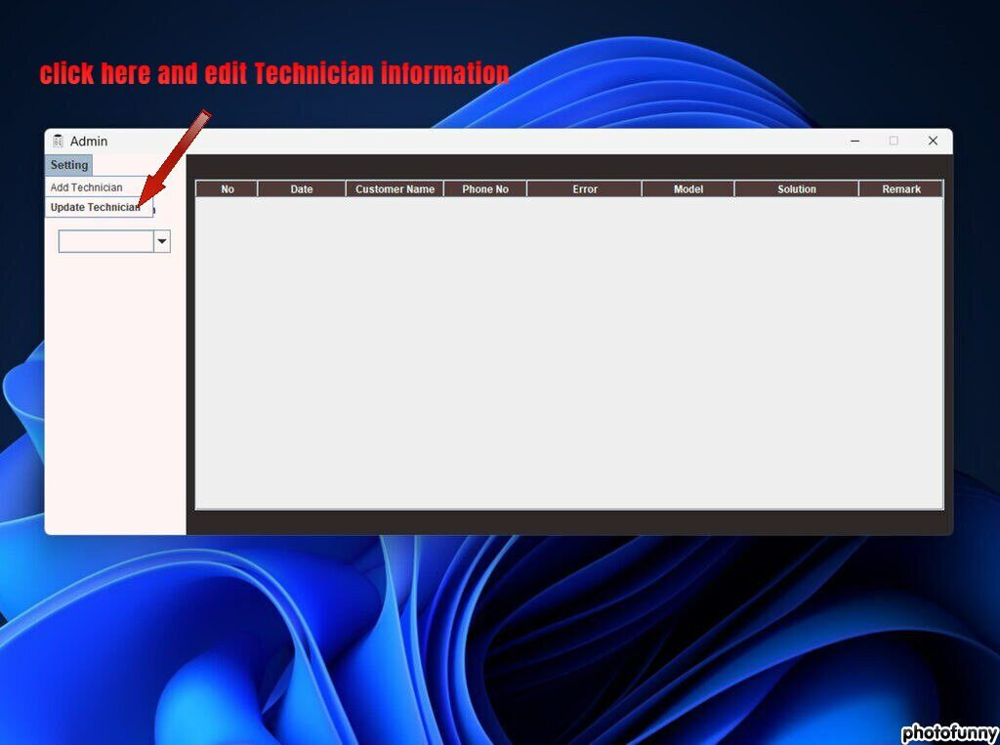 click here and edit Technician information
Admin
Setting
Add Technician
Update Technician
No Date Customer Name Phone No Error Model Solution Remark
photofunny